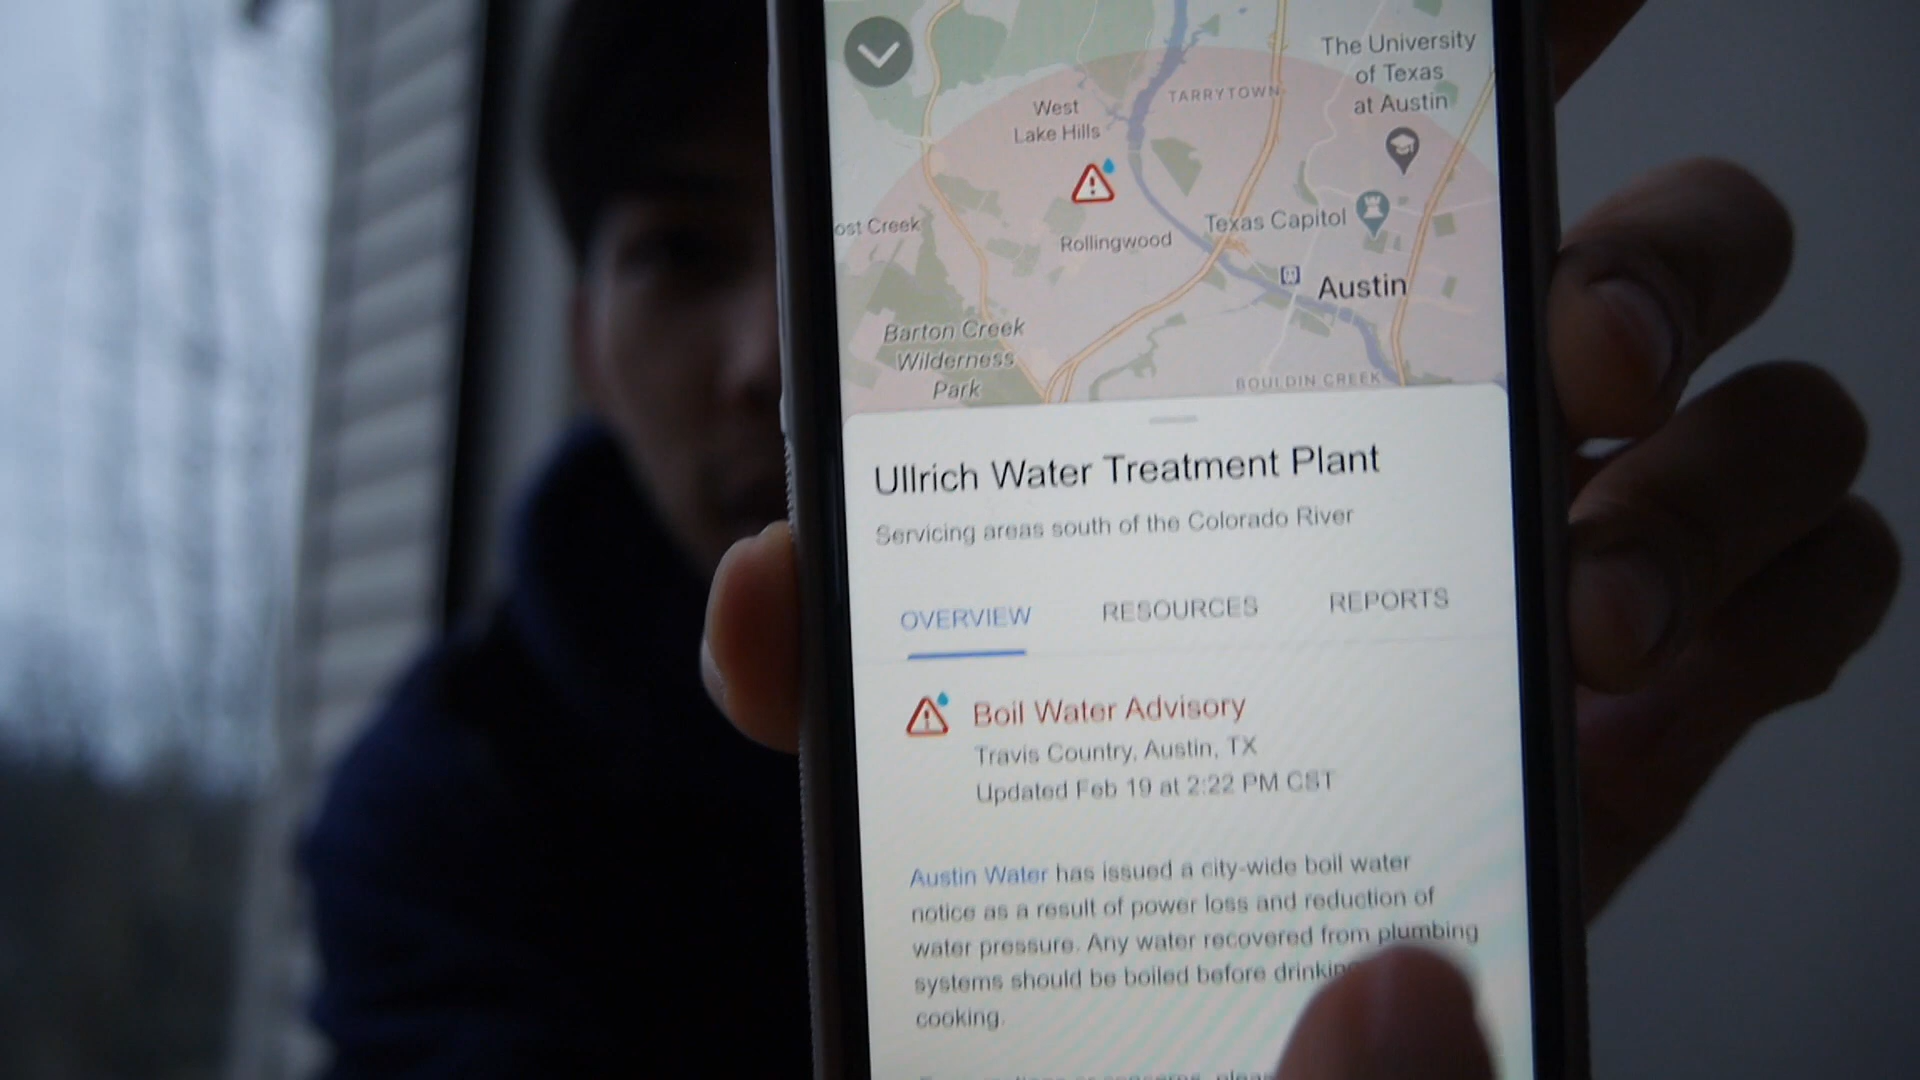 The University
of Texas
at Austin
TARRYTOWN
West
Lake Hills
ost Creek
Texas Capitol
Rollingwood
Austin
Barton Creek
Wilderness
Park
BOULDIN CREEK
Ullrich Water Treatment Plant
Servicing areas south of the Colorado River
OVERVIEW RESOURCES REPORTS
Boil Water Advisory
Travis Country, Austin, TX
Updated Feb 19 at 2:22 PM CST
Austin Water has issued a city-wide boil water
notice as a result of power loss and reduction of
water pressure. Any water recovered from plumbing
systems should be boiled before drinking
cooking.